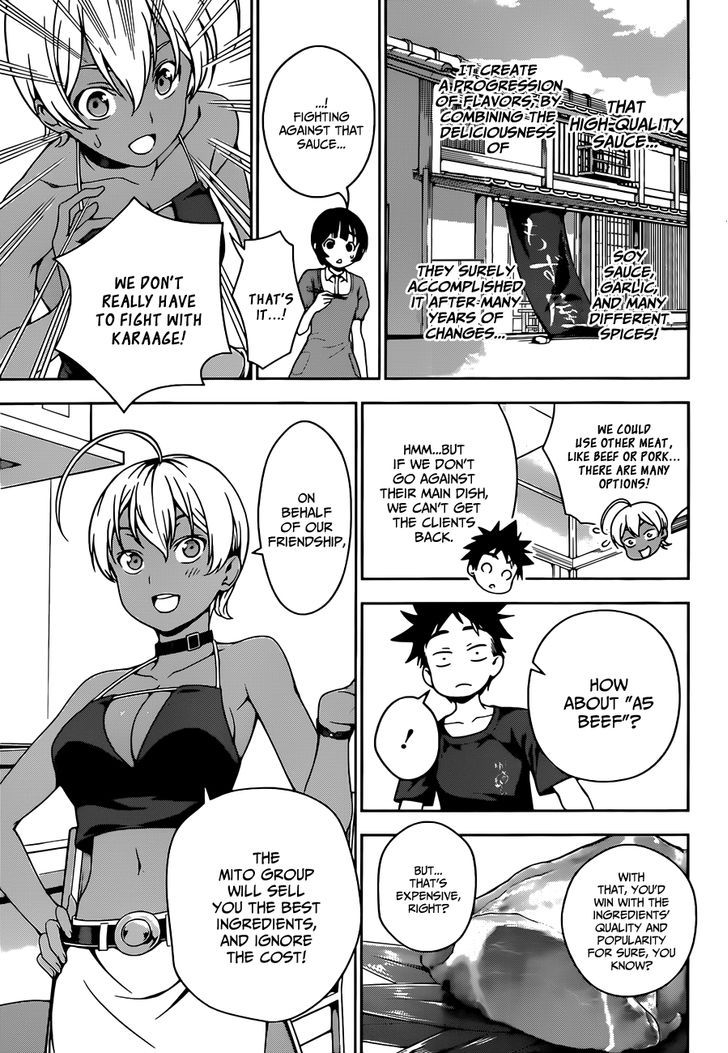 THAT
HIGH-QUALITY
SAUCE...
IT CREATE
A PROGRESSION
OF FLAVORS, BY
COMBINING THE
DELICIOUSNESS
OF
SOY
SAUCE,
GARLIC,
AND MANY
DIFFERENT
SPICES!
THEY SURELY
ACCOMPLISHED
IT AFTER MANY
YEARS OF
CHANGES...
...!
FIGHTING
AGAINST THAT
SAUCE...
THAT'S
IT...!
WE DON'T
REALLY HAVE
TO FIGHT WITH
KARAAGE!
WE COULD
USE OTHER MEAT,
LIKE BEEF OR PORK...
THERE ARE MANY
OPTIONS!
HMM...BUT
IF WE DON'T
GO AGAINST
THEIR MAIN DISH,
WE CAN'T GET
THE CLIENTS
BACK.
HOW
ABOUT "A5
BEEF"?
!
WITH
THAT, YOU'D
WIN WITH THE
INGREDIENTS'
QUALITY AND
POPULARITY
FOR SURE, YOU
KNOW?
BUT...
THAT'S
EXPENSIVE,
RIGHT?
ON
BEHALF
OF OUR
FRIENDSHIP,
THE
MITO GROUP
WILL SELL
YOU THE BEST
INGREDIENTS,
AND IGNORE
THE COST!